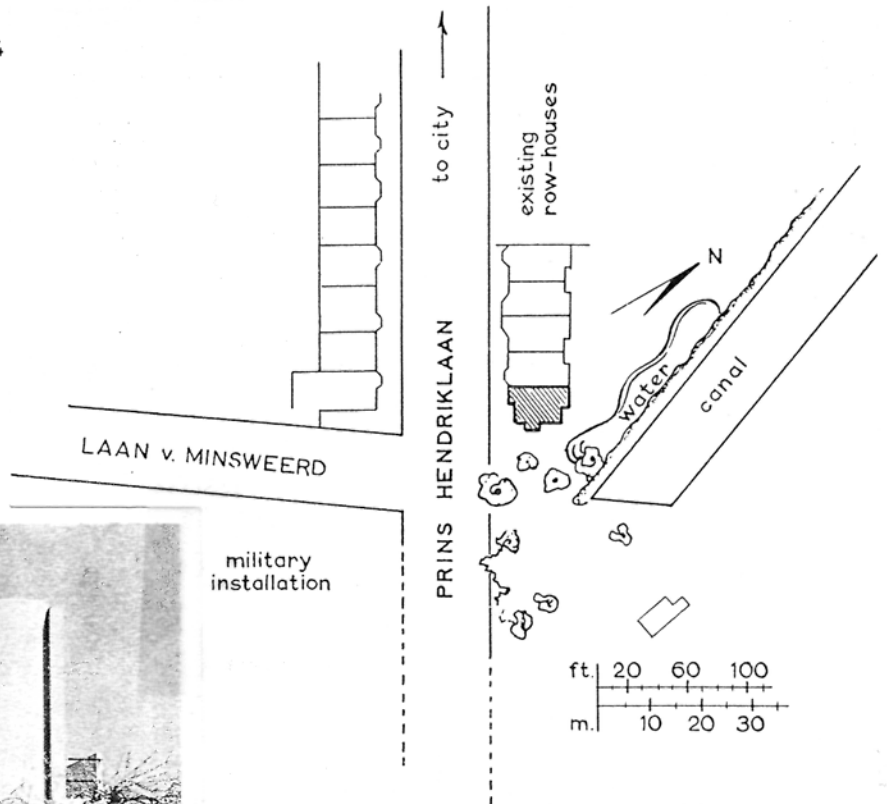 to city
existing
row-houses
N
PRINS HENDRIKLAAN
water
canal
LAAN v. MINSWEERD
military
installation
ft. 20 60 100
m. 10 20 30